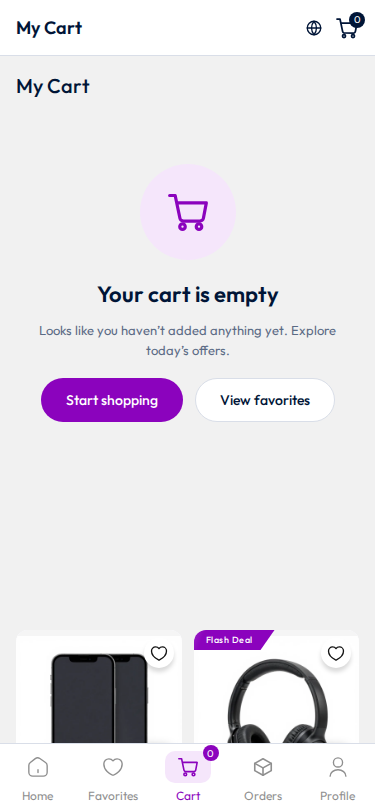 My Cart
0
My Cart
Your cart is empty
Looks like you haven’t added anything yet. Explore
today’s offers.
Start shopping
View favorites
Flash Deal
0
Home
Favorites
Cart
Orders
Profile